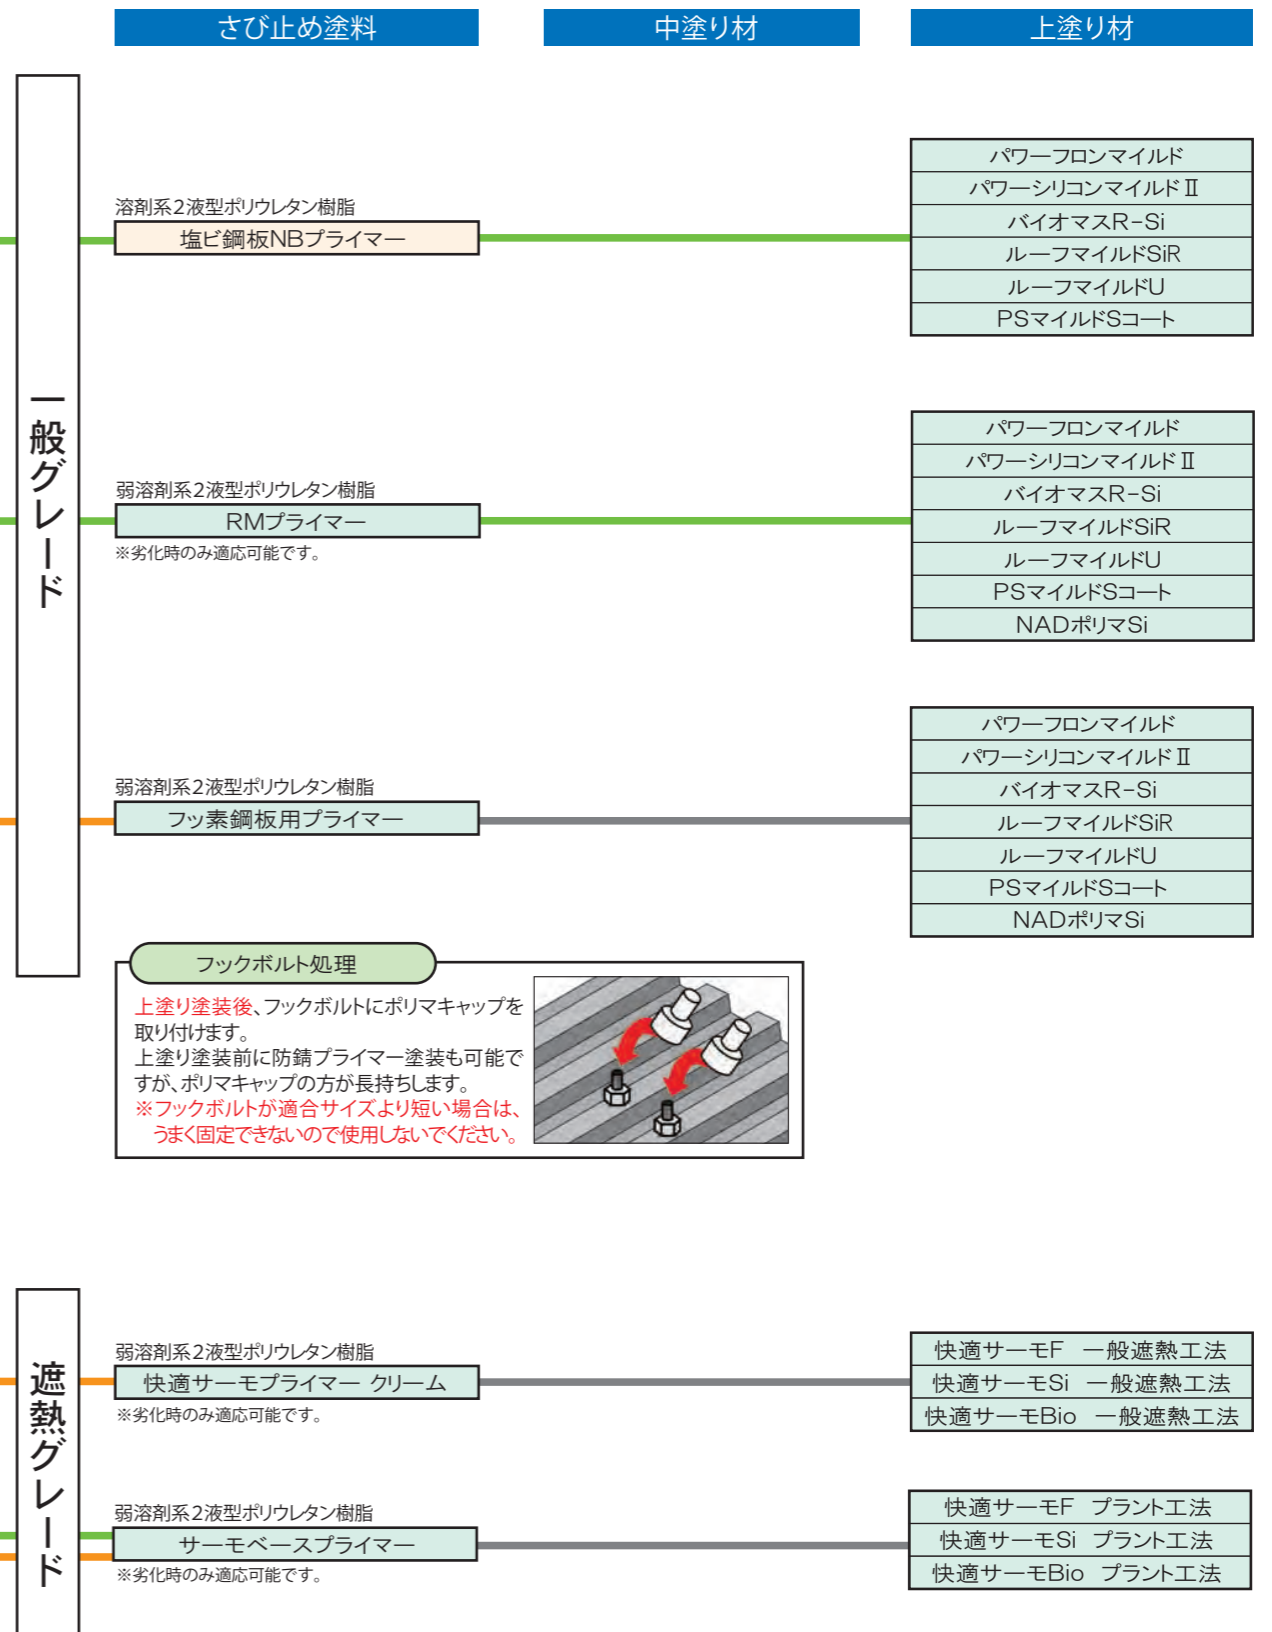 さび止め塗料
中塗り材
上塗り材
一般グレード
溶剤系2液型ポリウレタン樹脂
塩ビ鋼板NBプライマー
パワーフロンマイルド
パワーシリコンマイルドⅡ
バイオマスR-Si
ルーフマイルドSiR
ルーフマイルドU
PSマイルドSコート
弱溶剤系2液型ポリウレタン樹脂
RMプライマー
※劣化時のみ適応可能です。
パワーフロンマイルド
パワーシリコンマイルドⅡ
バイオマスR-Si
ルーフマイルドSiR
ルーフマイルドU
PSマイルドSコート
NADポリマSi
弱溶剤系2液型ポリウレタン樹脂
フッ素鋼板用プライマー
パワーフロンマイルド
パワーシリコンマイルドⅡ
バイオマスR-Si
ルーフマイルドSiR
ルーフマイルドU
PSマイルドSコート
NADポリマSi
フックボルト処理
上塗り塗装後、フックボルトにポリマキャップを
取り付けます。
上塗り塗装前に防錆プライマー塗装も可能で
すが、ポリマキャップの方が長持ちします。
※フックボルトが適合サイズより短い場合は、
うまく固定できないので使用しないでください。
遮熱グレード
弱溶剤系2液型ポリウレタン樹脂
快適サーモプライマー クリーム
※劣化時のみ適応可能です。
快適サーモF 一般遮熱工法
快適サーモSi 一般遮熱工法
快適サーモBio 一般遮熱工法
弱溶剤系2液型ポリウレタン樹脂
サーモベースプライマー
※劣化時のみ適応可能です。
快適サーモF プラント工法
快適サーモSi プラント工法
快適サーモBio プラント工法